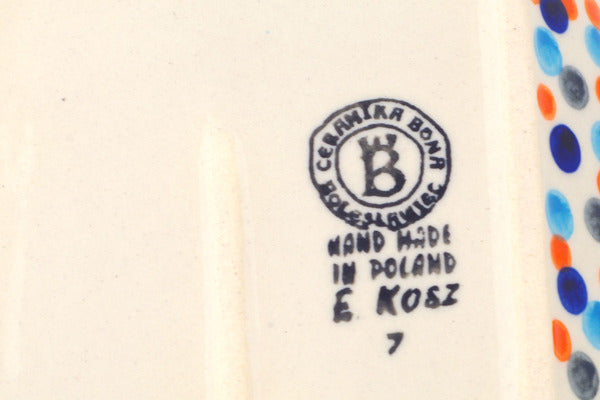 CERAMIKA BONA
BOLESŁAWIEC
B
HAND MADE
IN POLAND
E KOSZ
7